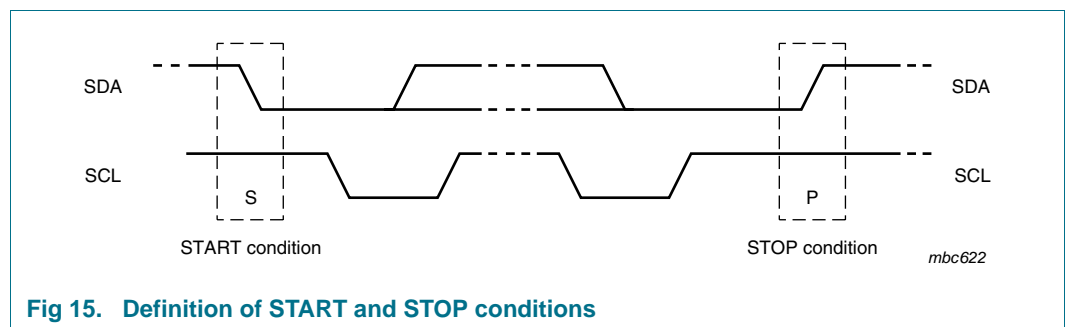 SDA
SDA
SCL
SCL
S
P
START condition
STOP condition
mbc622
Fig 15. Definition of START and STOP conditions